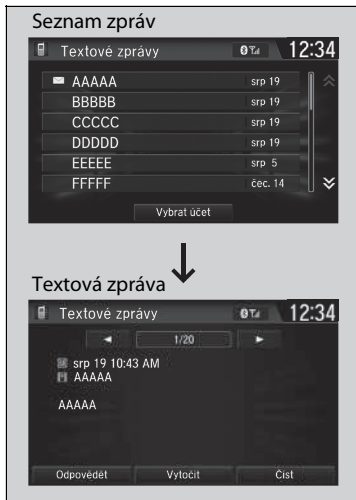 Seznam zpráv
Textové zprávy 12:34
AAAAA srp 19
BBBBB srp 19
CCCCC srp 19
DDDDD srp 19
EEEEE srp 5
FFFFF čec. 14
Vybrat účet
Textová zpráva
Textové zprávy 12:34
1/20
srp 19 10:43 AM
AAAAA
AAAAA
Odpovědět Vytočit Číst